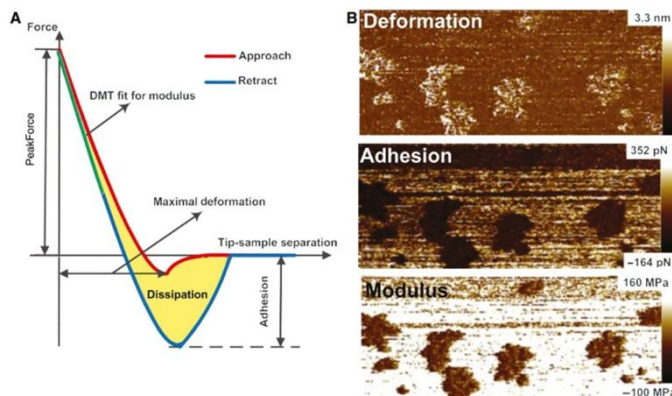 A
Force
Approach
Retract
DMT fit for modulus
PeakForce
Maximal deformation
Tip-sample separation
Dissipation
Adhesion
B
Deformation
3.3 nm
Adhesion
352 pN
−164 pN
Modulus
160 MPa
−100 MPa